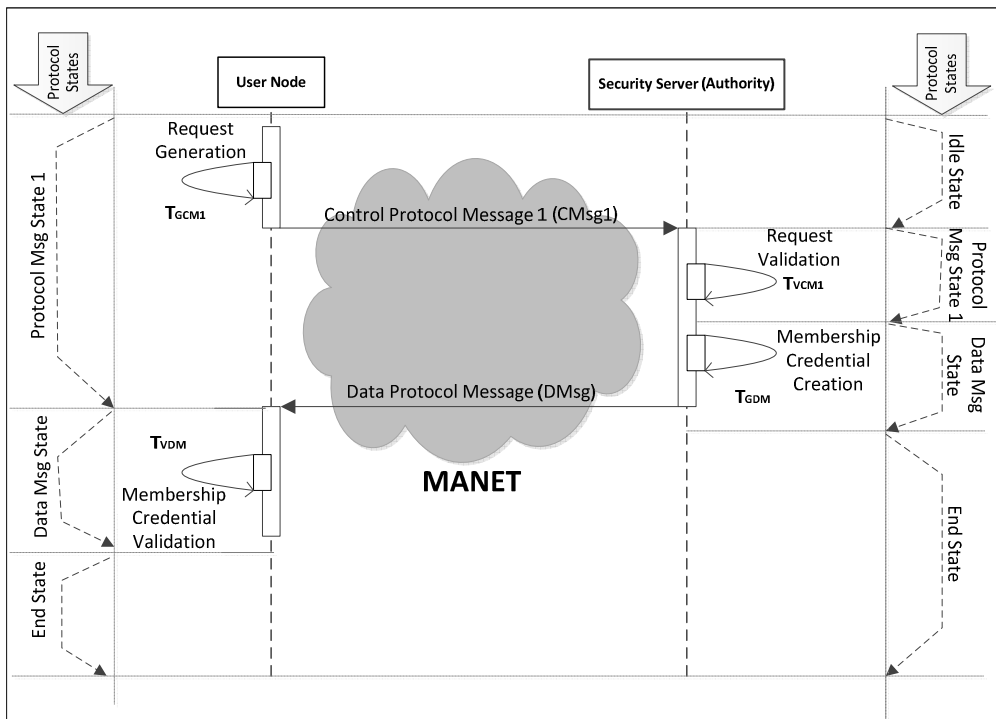 Protocol
States
User Node
Security Server (Authority)
Protocol
States
Request
Generation
TGCM1
Control Protocol Message 1 (CMsg1)
Request
Validation
TVCM1
Membership
Credential
Creation
TGDM
Data Protocol Message (DMsg)
TVDM
Membership
Credential
Validation
MANET
Protocol Msg State 1
Data Msg State
End State
Idle State
Protocol
Msg State 1
Data Msg
State
End State